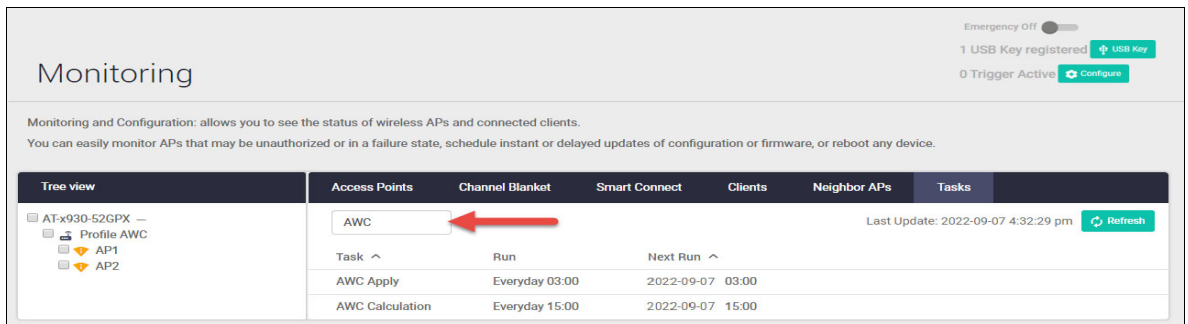 Emergency Off
1 USB Key registered USB Key
Monitoring
0 Trigger Active Configure
Monitoring and Configuration: allows you to see the status of wireless APs and connected clients.
You can easily monitor APs that may be unauthorized or in a failure state, schedule instant or delayed updates of configuration or firmware, or reboot any device.
Tree view
AT-x930-52GPX —
Profile AWC
AP1
AP2
Access Points Channel Blanket Smart Connect Clients Neighbor APs Tasks
AWC Last Update: 2022-09-07 4:32:29 pm Refresh
Task Run Next Run
AWC Apply Everyday 03:00 2022-09-07 03:00
AWC Calculation Everyday 15:00 2022-09-07 15:00